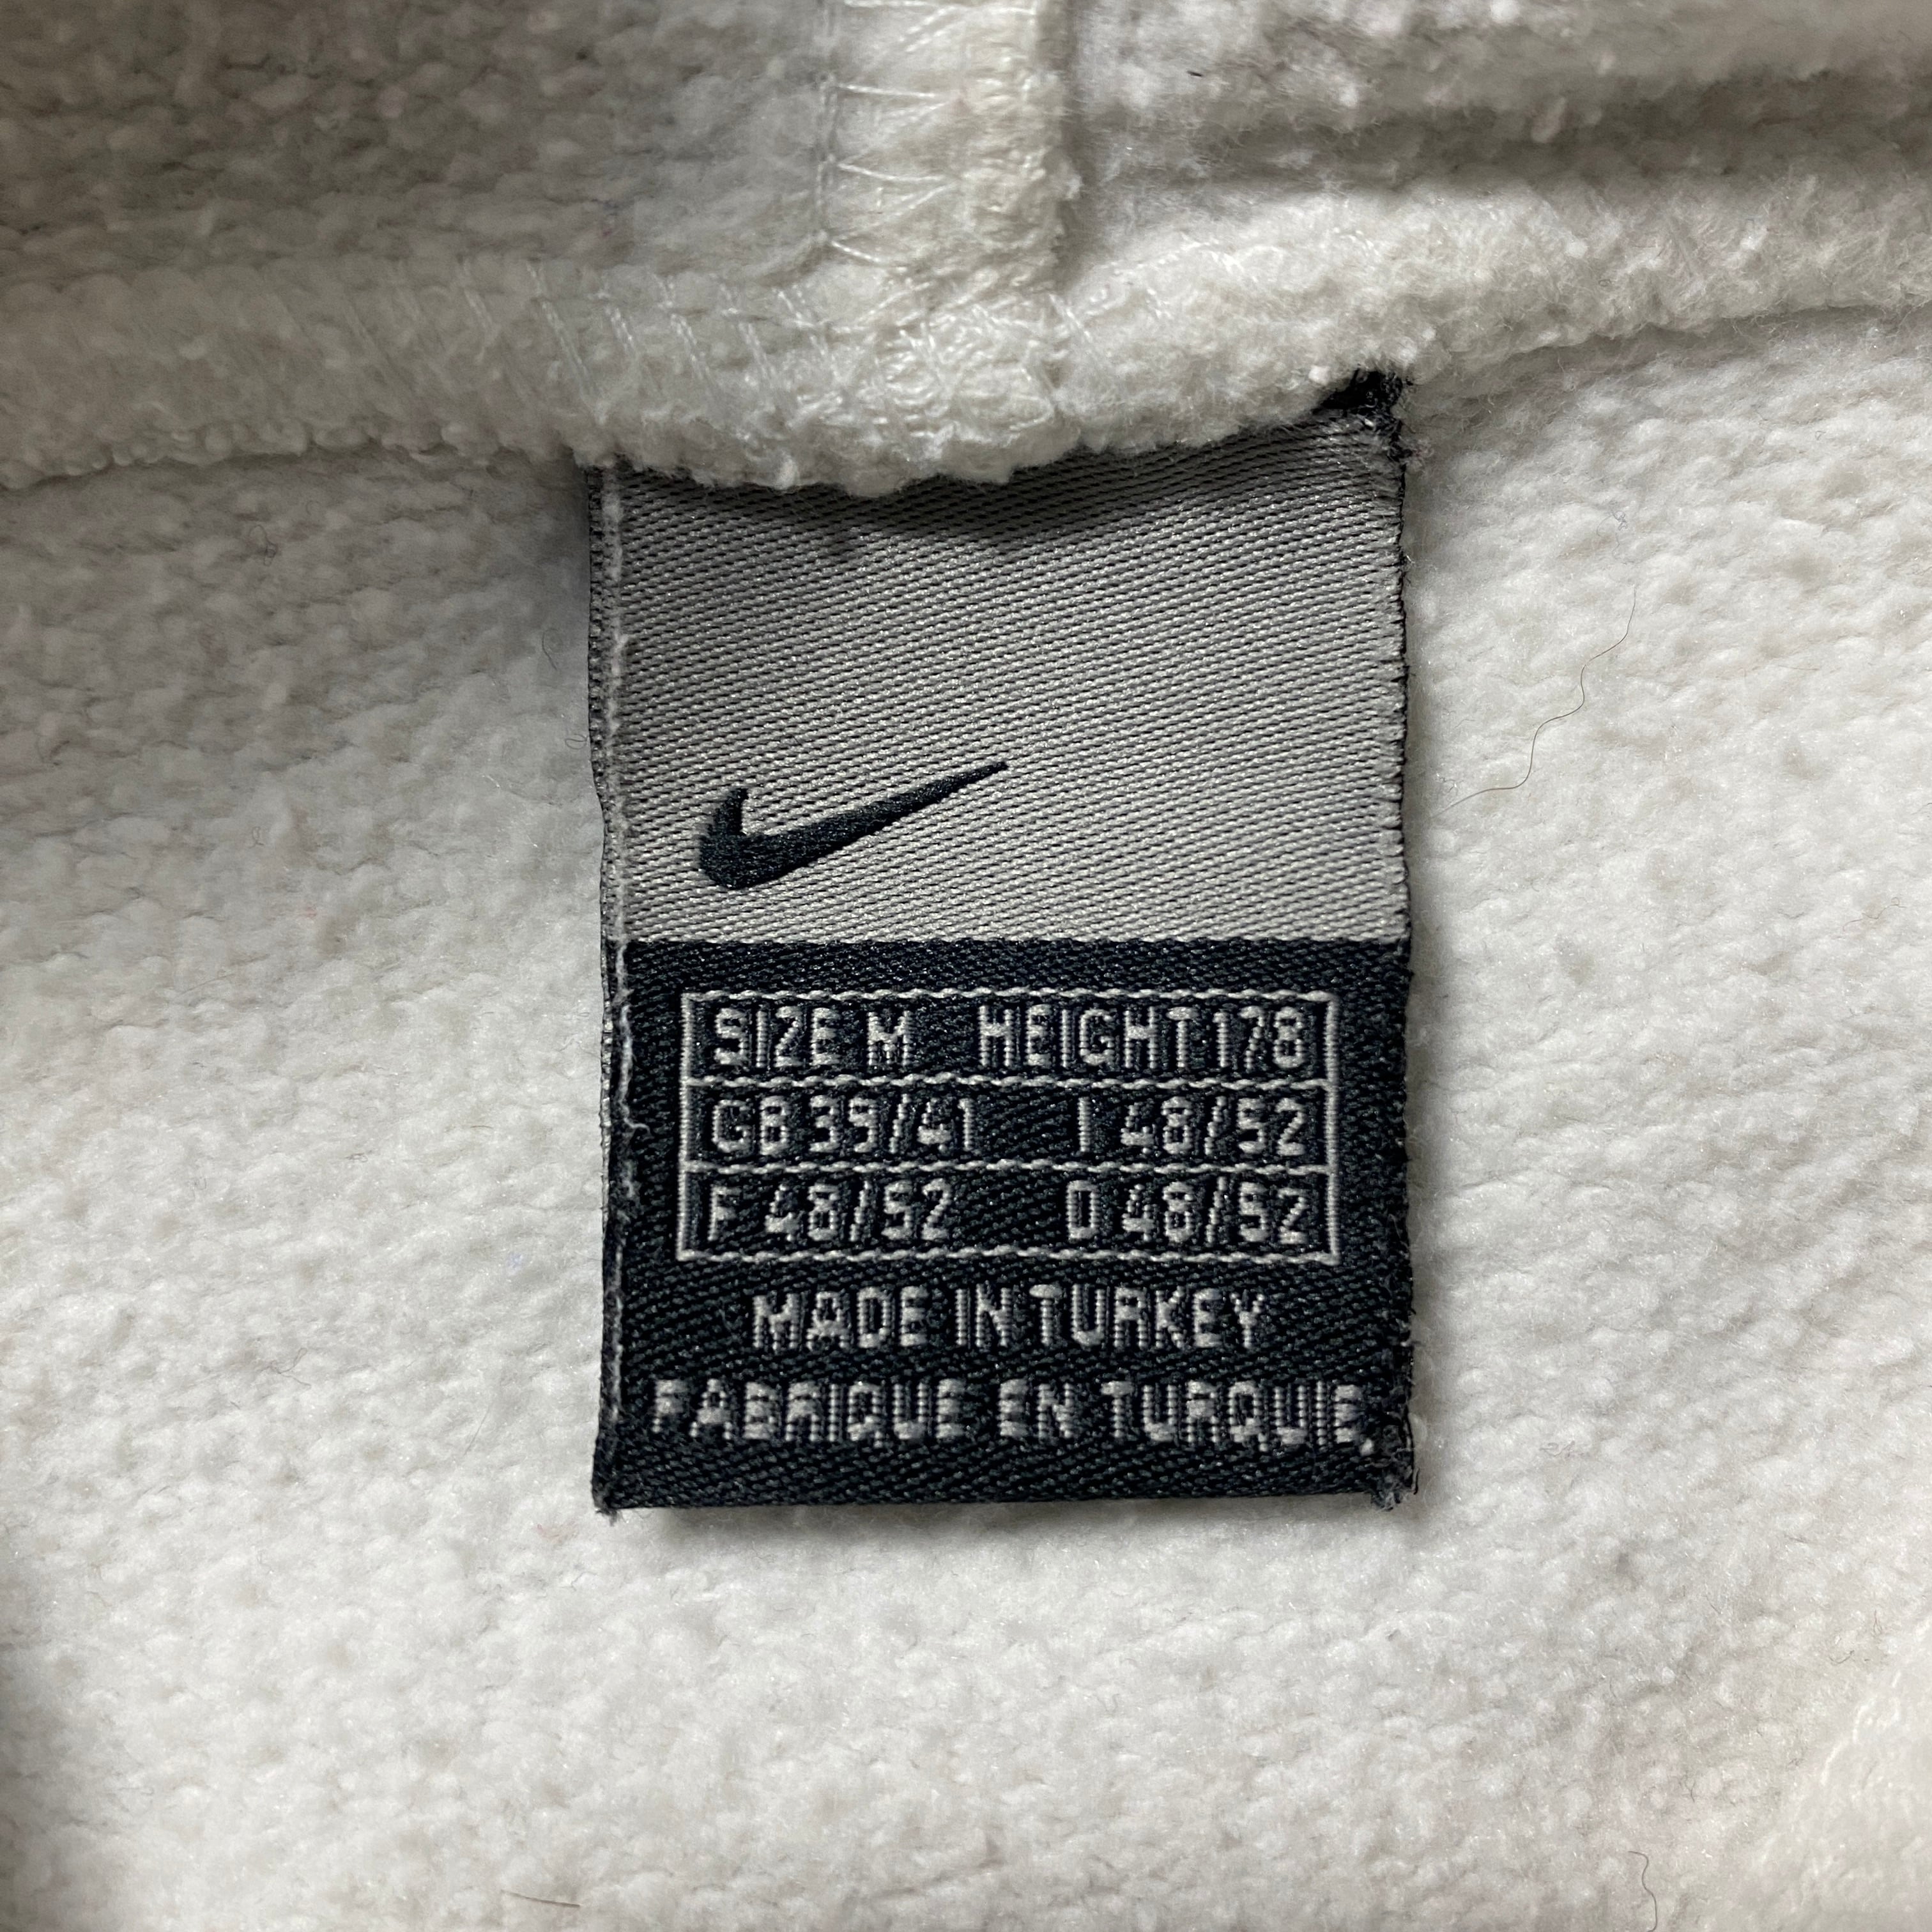 SIZE M HEIGHT 178
GB 39/41 I 48/52
F 48/52 D 48/52
MADE IN TURKEY
FABRIQUE EN TURQUIE